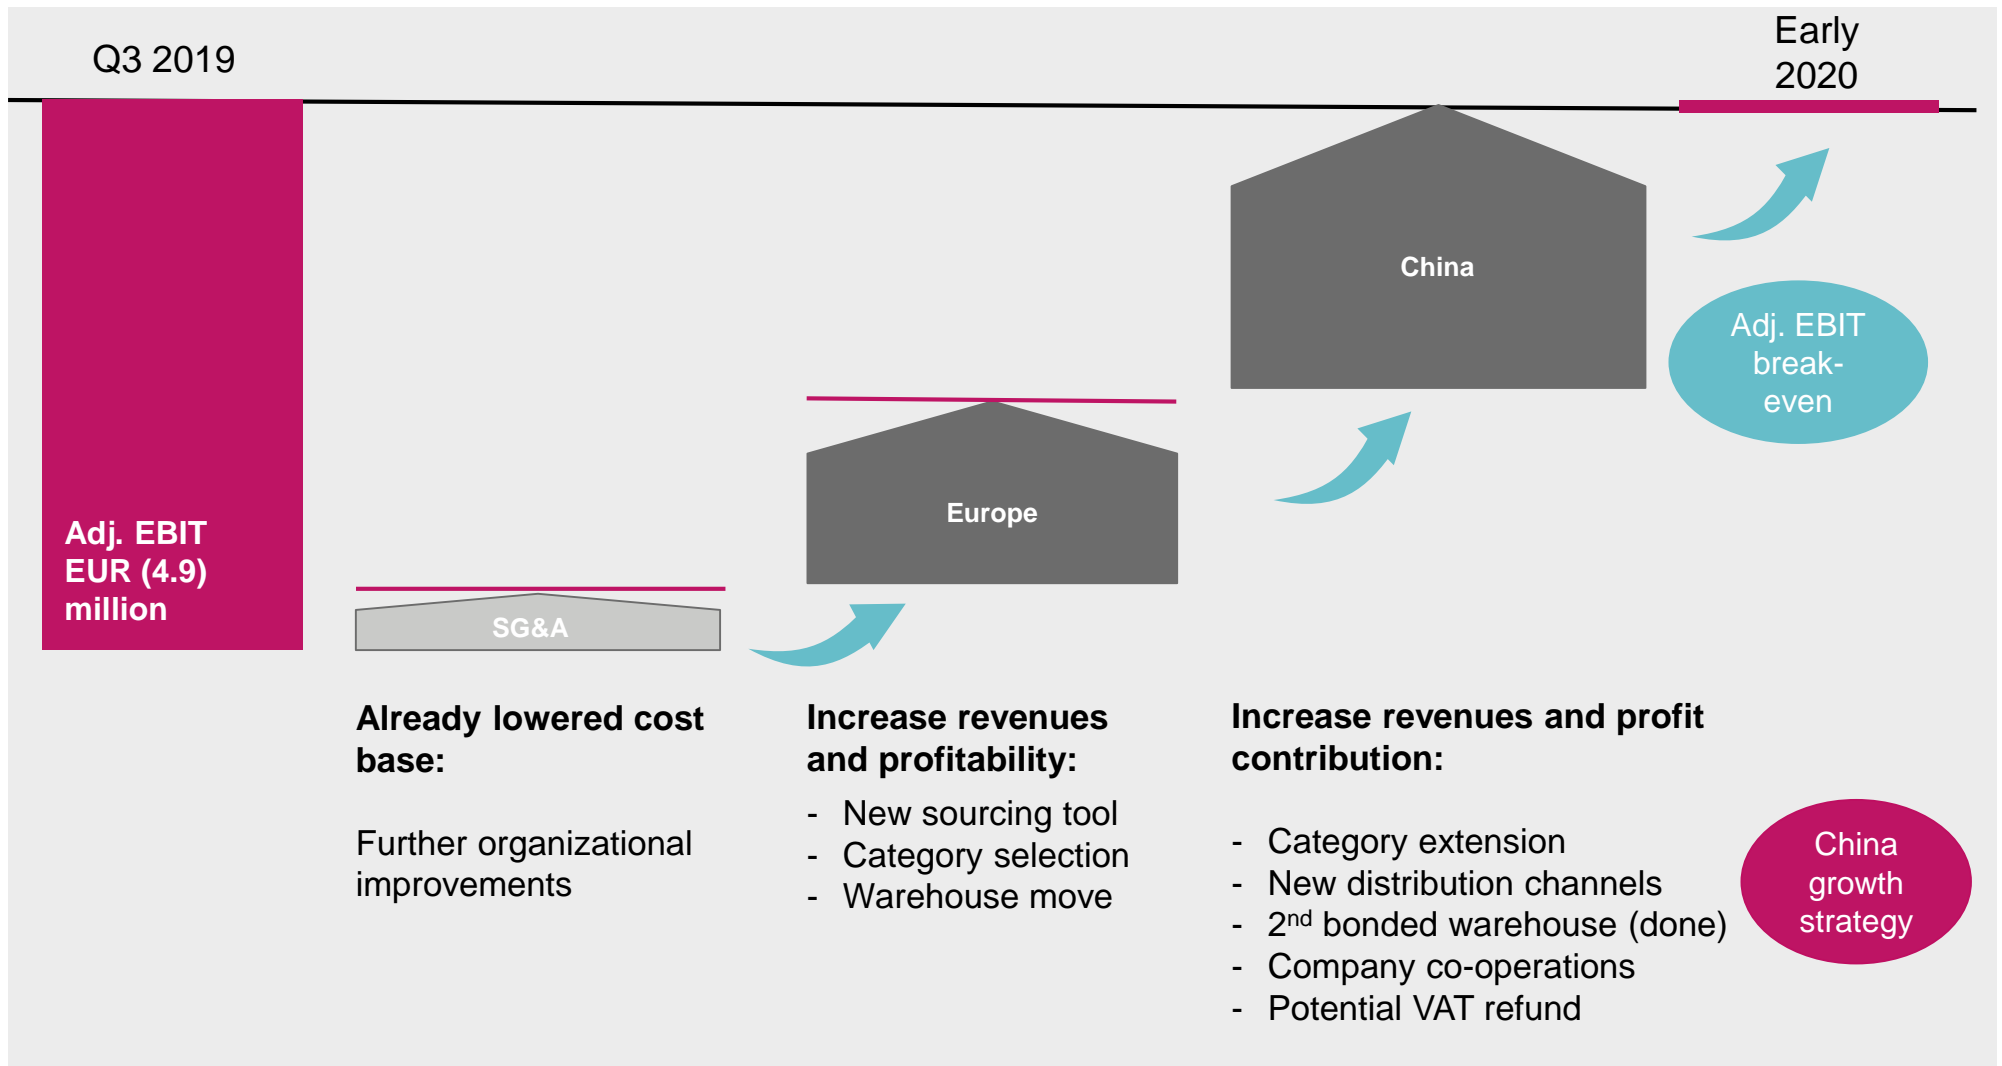 Q3 2019
Early
2020
Adj. EBIT
EUR (4.9)
million
SG&A
Europe
China
Adj. EBIT
break-
even
Already lowered cost
base:
Further organizational
improvements
Increase revenues
and profitability:
- New sourcing tool
- Category selection
- Warehouse move
Increase revenues and profit
contribution:
- Category extension
- New distribution channels
- 2nd bonded warehouse (done)
- Company co-operations
- Potential VAT refund
China
growth
strategy